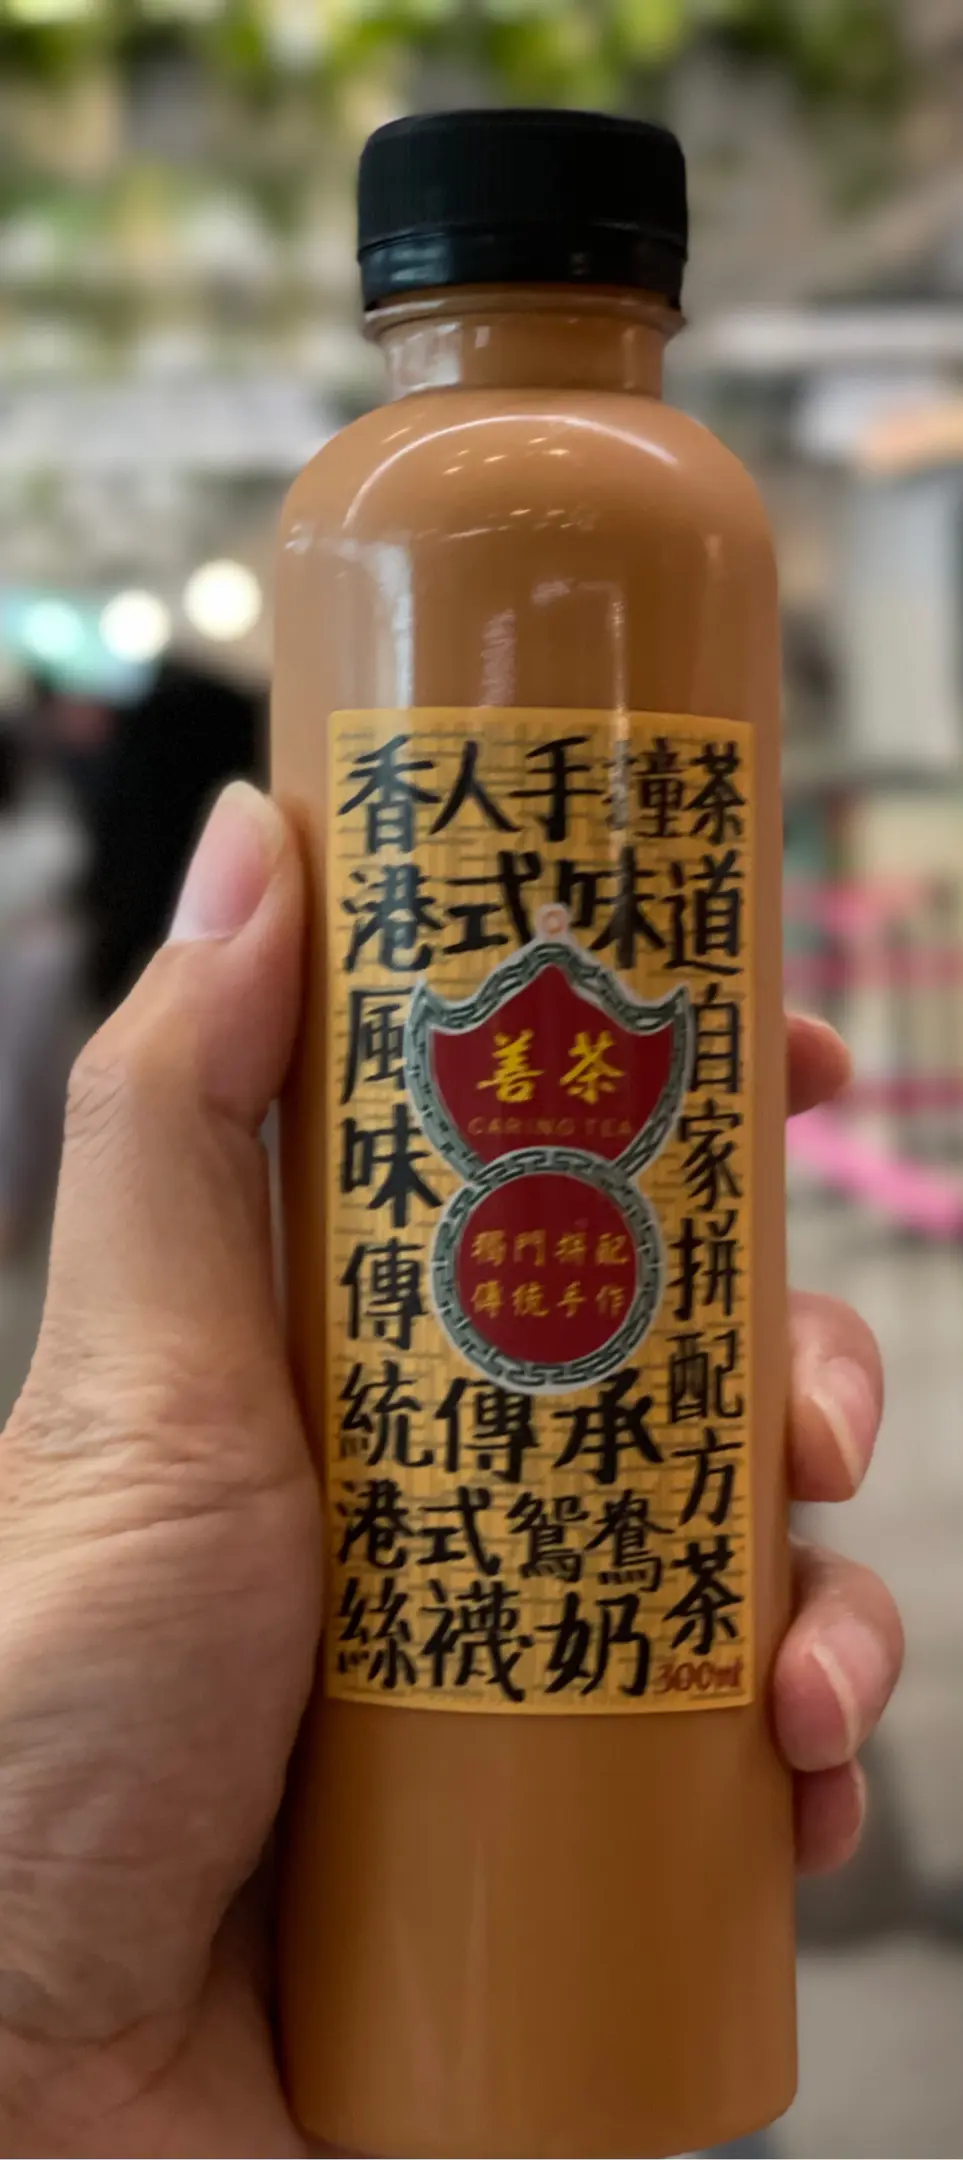 香港風味傳統
人手撞茶
式味道
自家拼配方
善茶
CARING TEA
獨門拼配
傳統手作
傳承
港式鴛鴦
絲襪奶茶
300ml